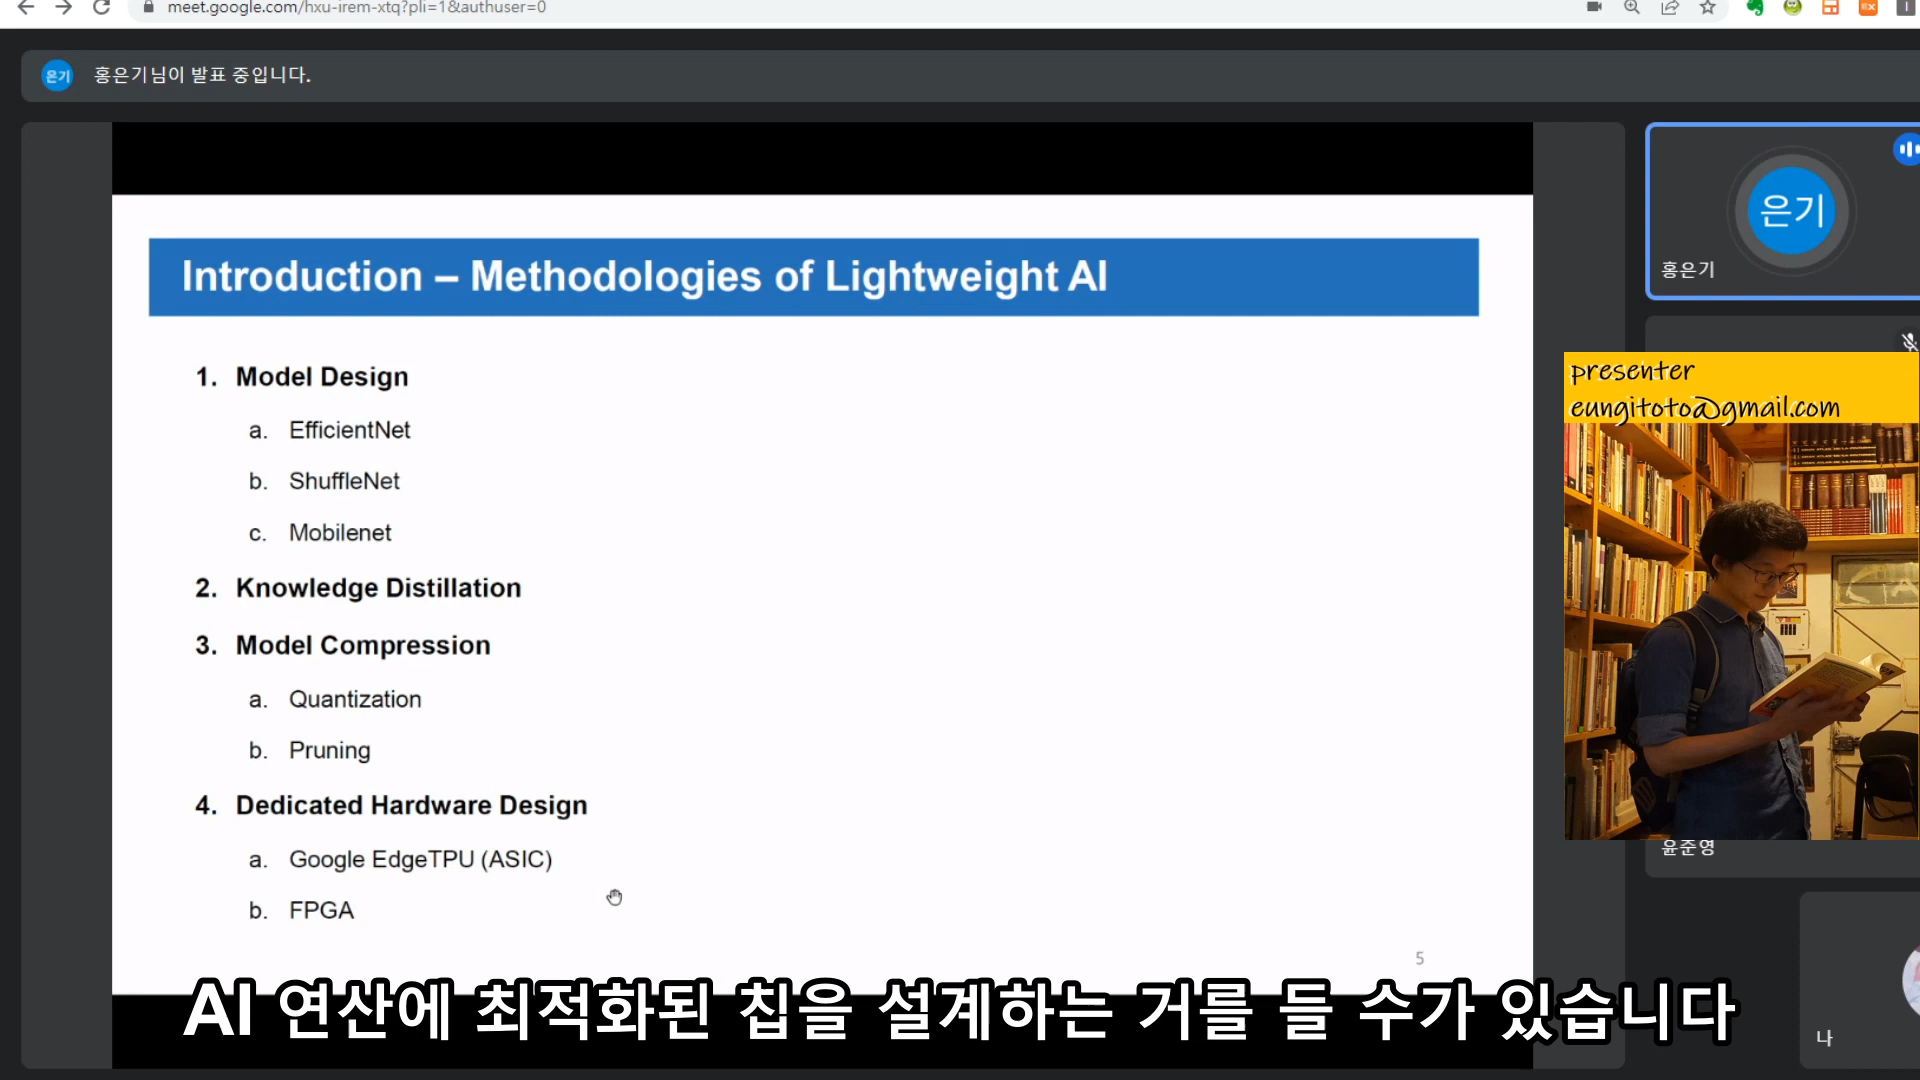 meet.google.com/hxu-irem-xtq?pli=1&authuser=0
은기
홍은기님이 발표 중입니다.
Introduction – Methodologies of Lightweight AI
1. Model Design
a. EfficientNet
b. ShuffleNet
c. Mobilenet
2. Knowledge Distillation
3. Model Compression
a. Quantization
b. Pruning
4. Dedicated Hardware Design
a. Google EdgeTPU (ASIC)
b. FPGA
5
은기
홍은기
presenter
eungitoto@gmail.com
윤준영
나
AI 연산에 최적화된 칩을 설계하는 거를 들 수가 있습니다